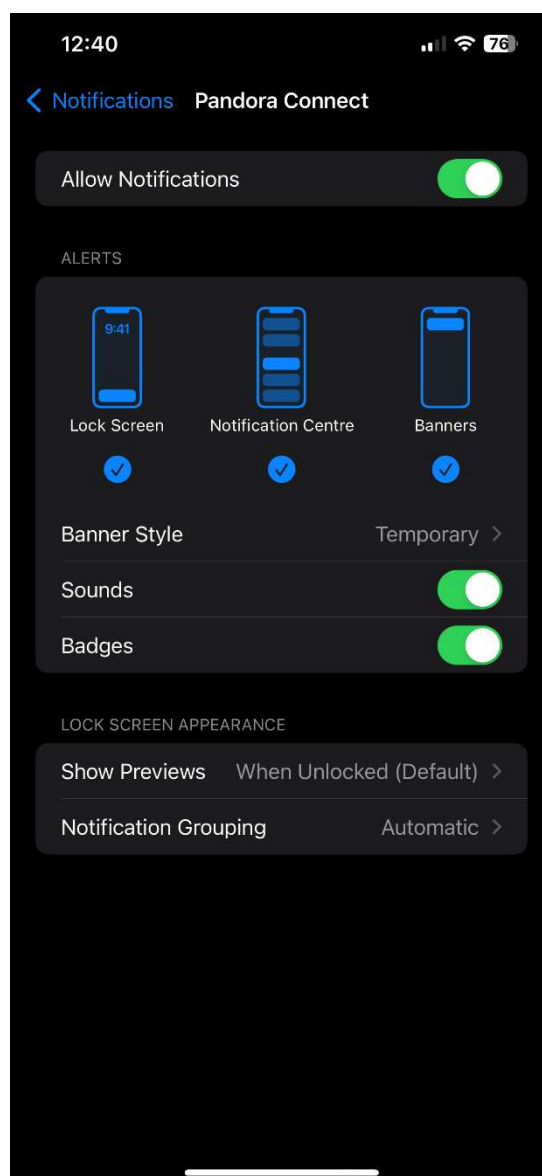 12:40 76
Notifications Pandora Connect
Allow Notifications
ALERTS
9:41
Lock Screen Notification Centre Banners
Banner Style Temporary
Sounds
Badges
LOCK SCREEN APPEARANCE
Show Previews When Unlocked (Default)
Notification Grouping Automatic